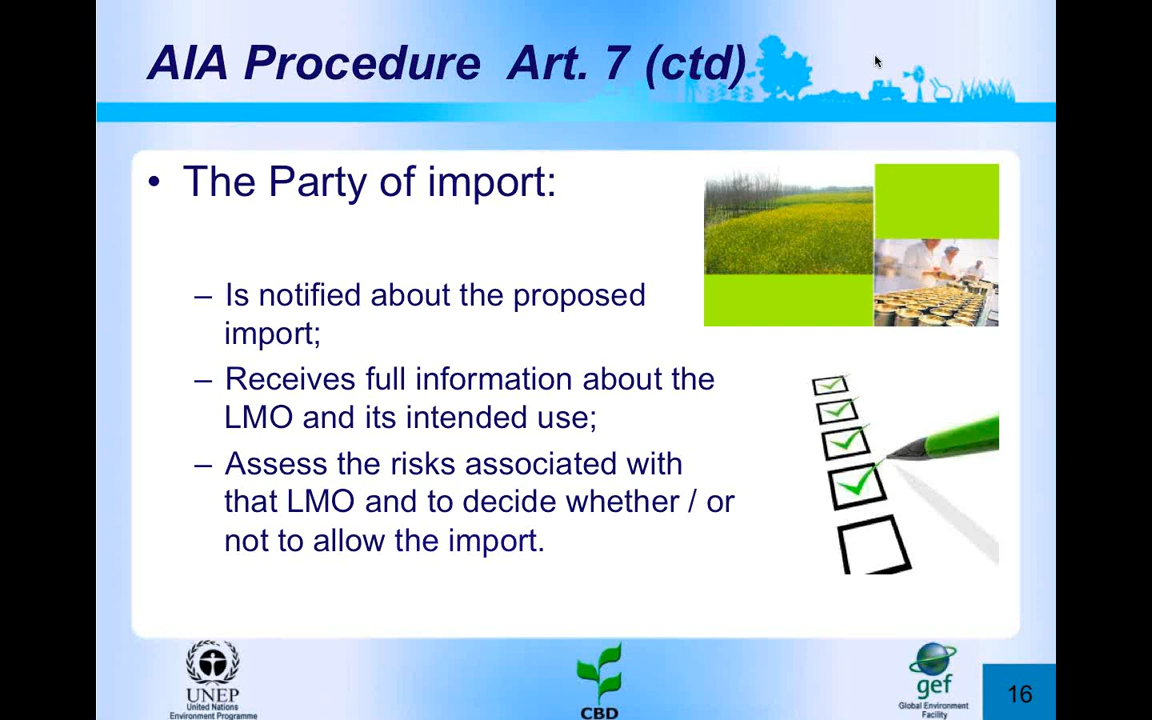 AIA Procedure Art. 7 (ctd)
• The Party of import:
– Is notified about the proposed
import;
– Receives full information about the
LMO and its intended use;
– Assess the risks associated with
that LMO and to decide whether / or
not to allow the import.
UNEP
United Nations
Environment Programme
CBD
gef
Global Environment
Facility
16